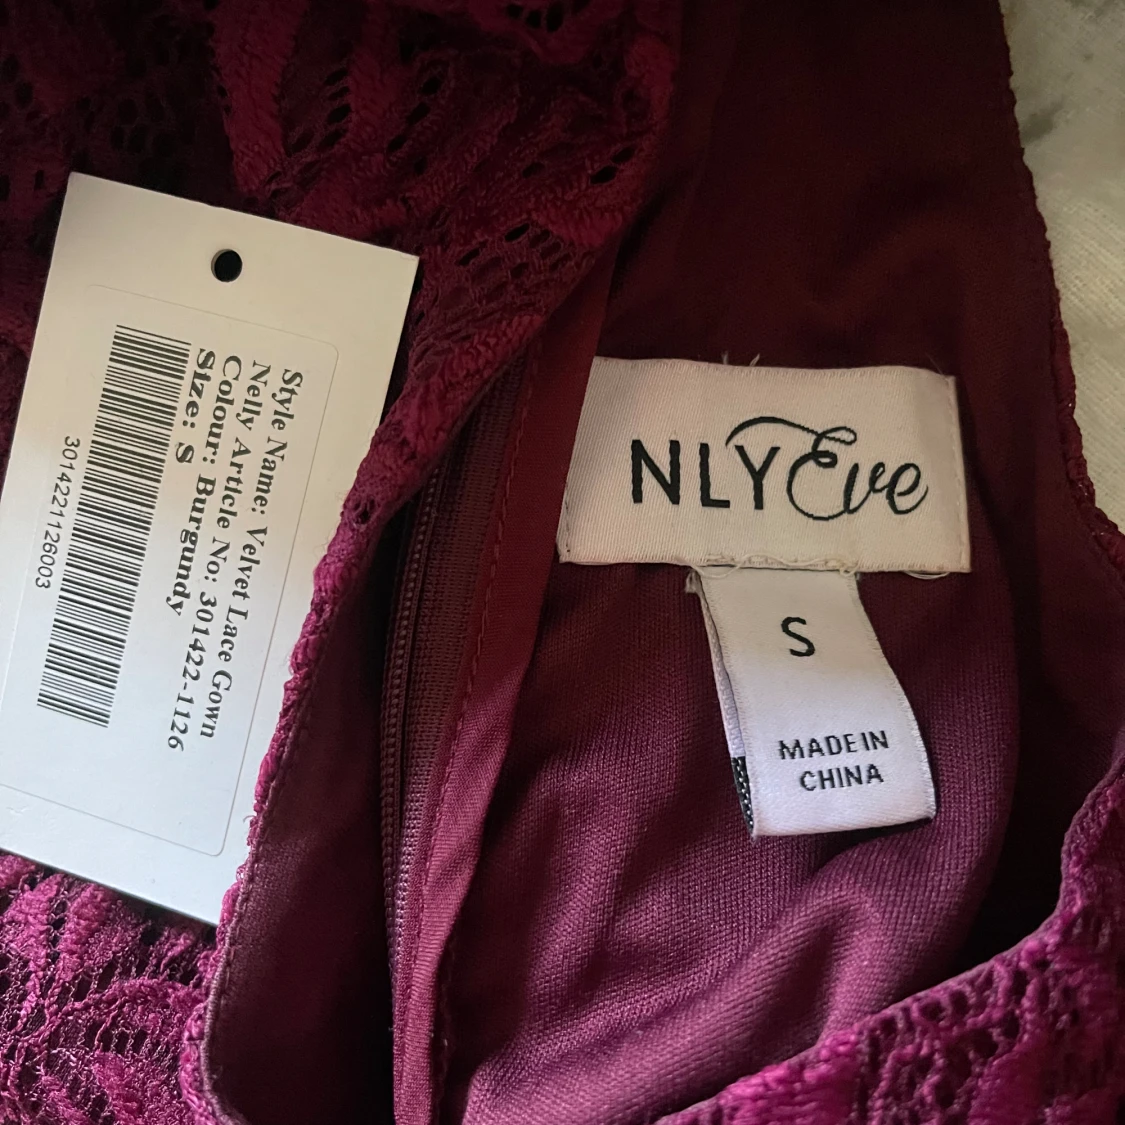 Style Name: Velvet Lace Gown
Nelly Article No: 301422-1126
Colour: Burgundy
Size: S
3014221126003
NLY Eve
S
MADE IN
CHINA